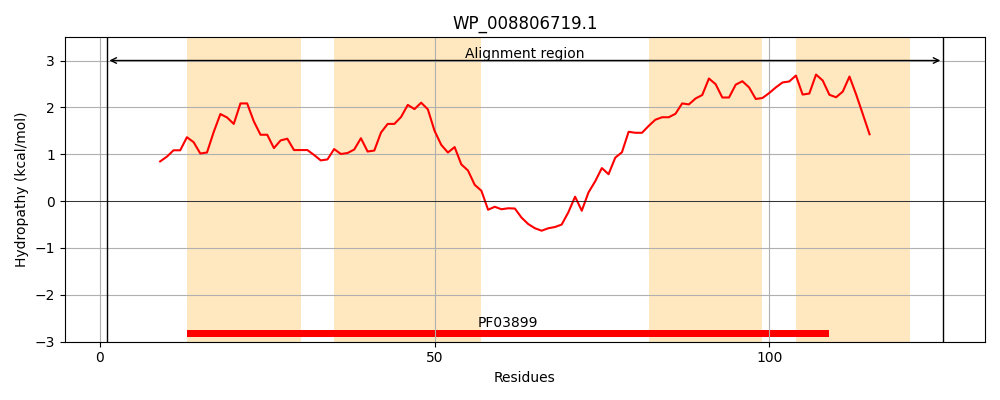 WP_008806719.1
Hydropathy (kcal/mol)
3
2
1
0
−1
−2
−3
Alignment region
PF03899
0
50
100
Residues